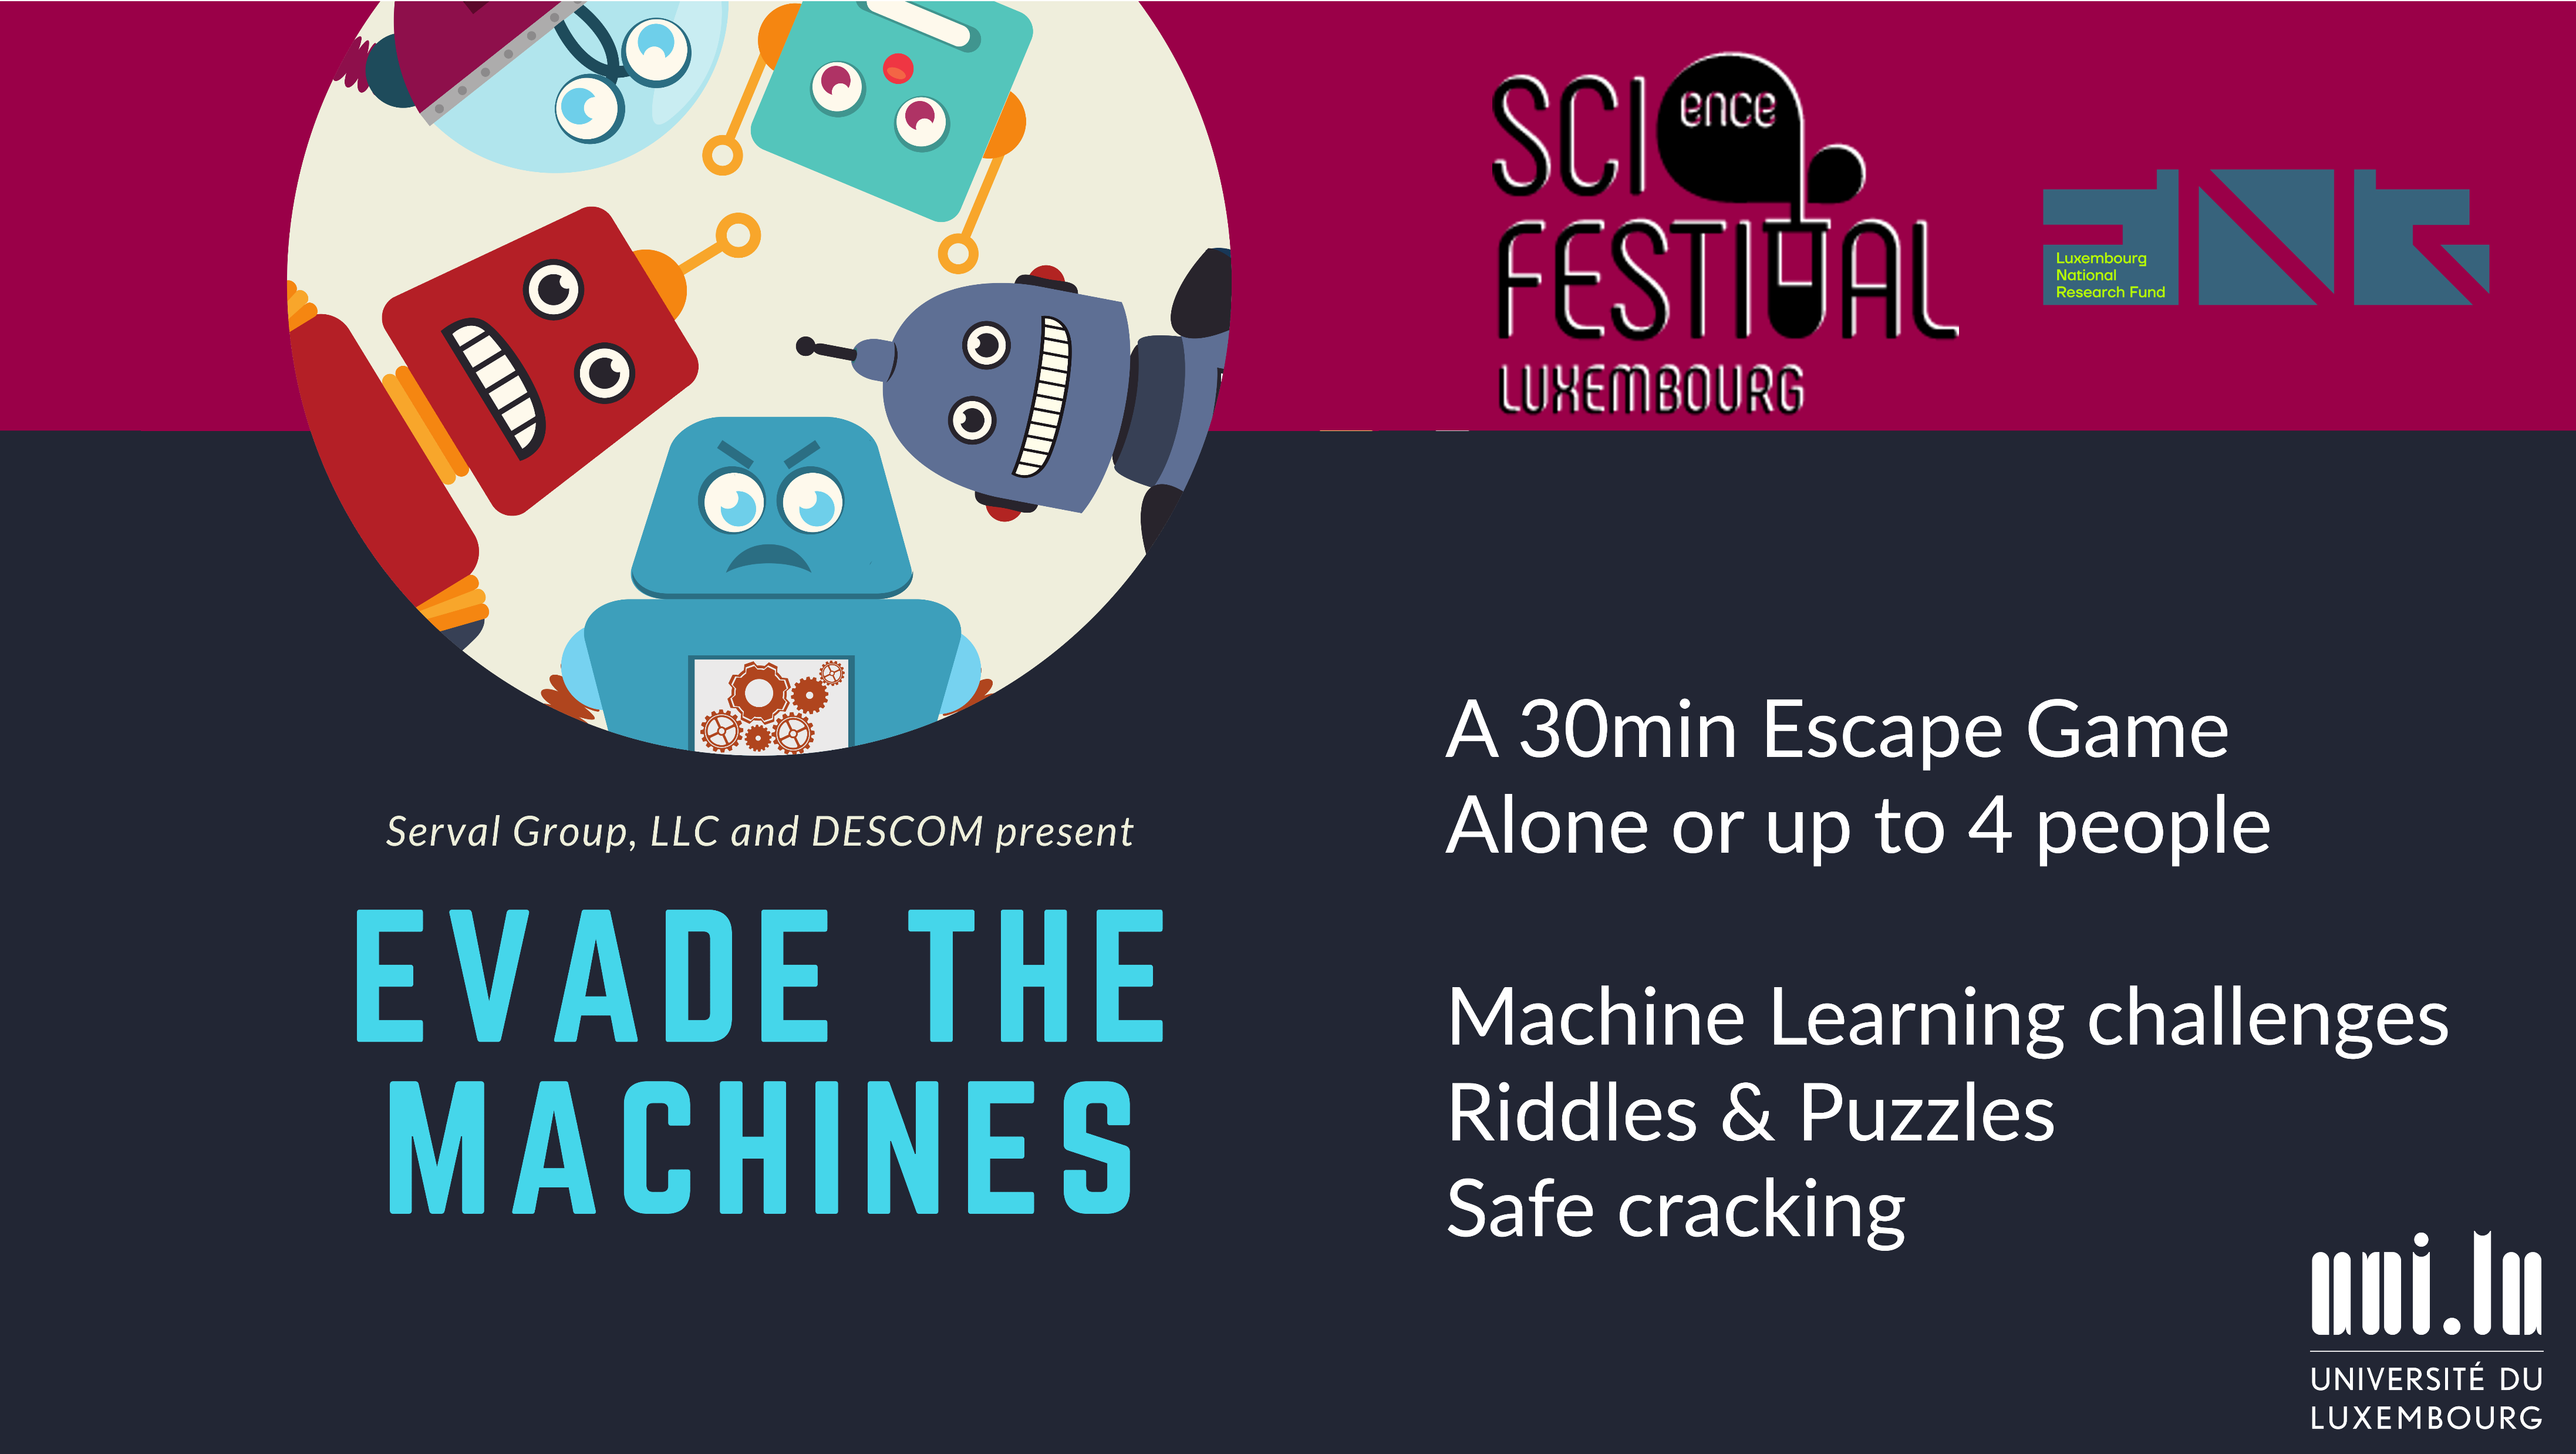 SCIence
FESTIVAL
LUXEMBOURG
Luxembourg
National
Research Fund
Serval Group, LLC and DESCOM present
EVADE THE
MACHINES
A 30min Escape Game
Alone or up to 4 people
Machine Learning challenges
Riddles & Puzzles
Safe cracking
uni.lu
UNIVERSITÉ DU
LUXEMBOURG